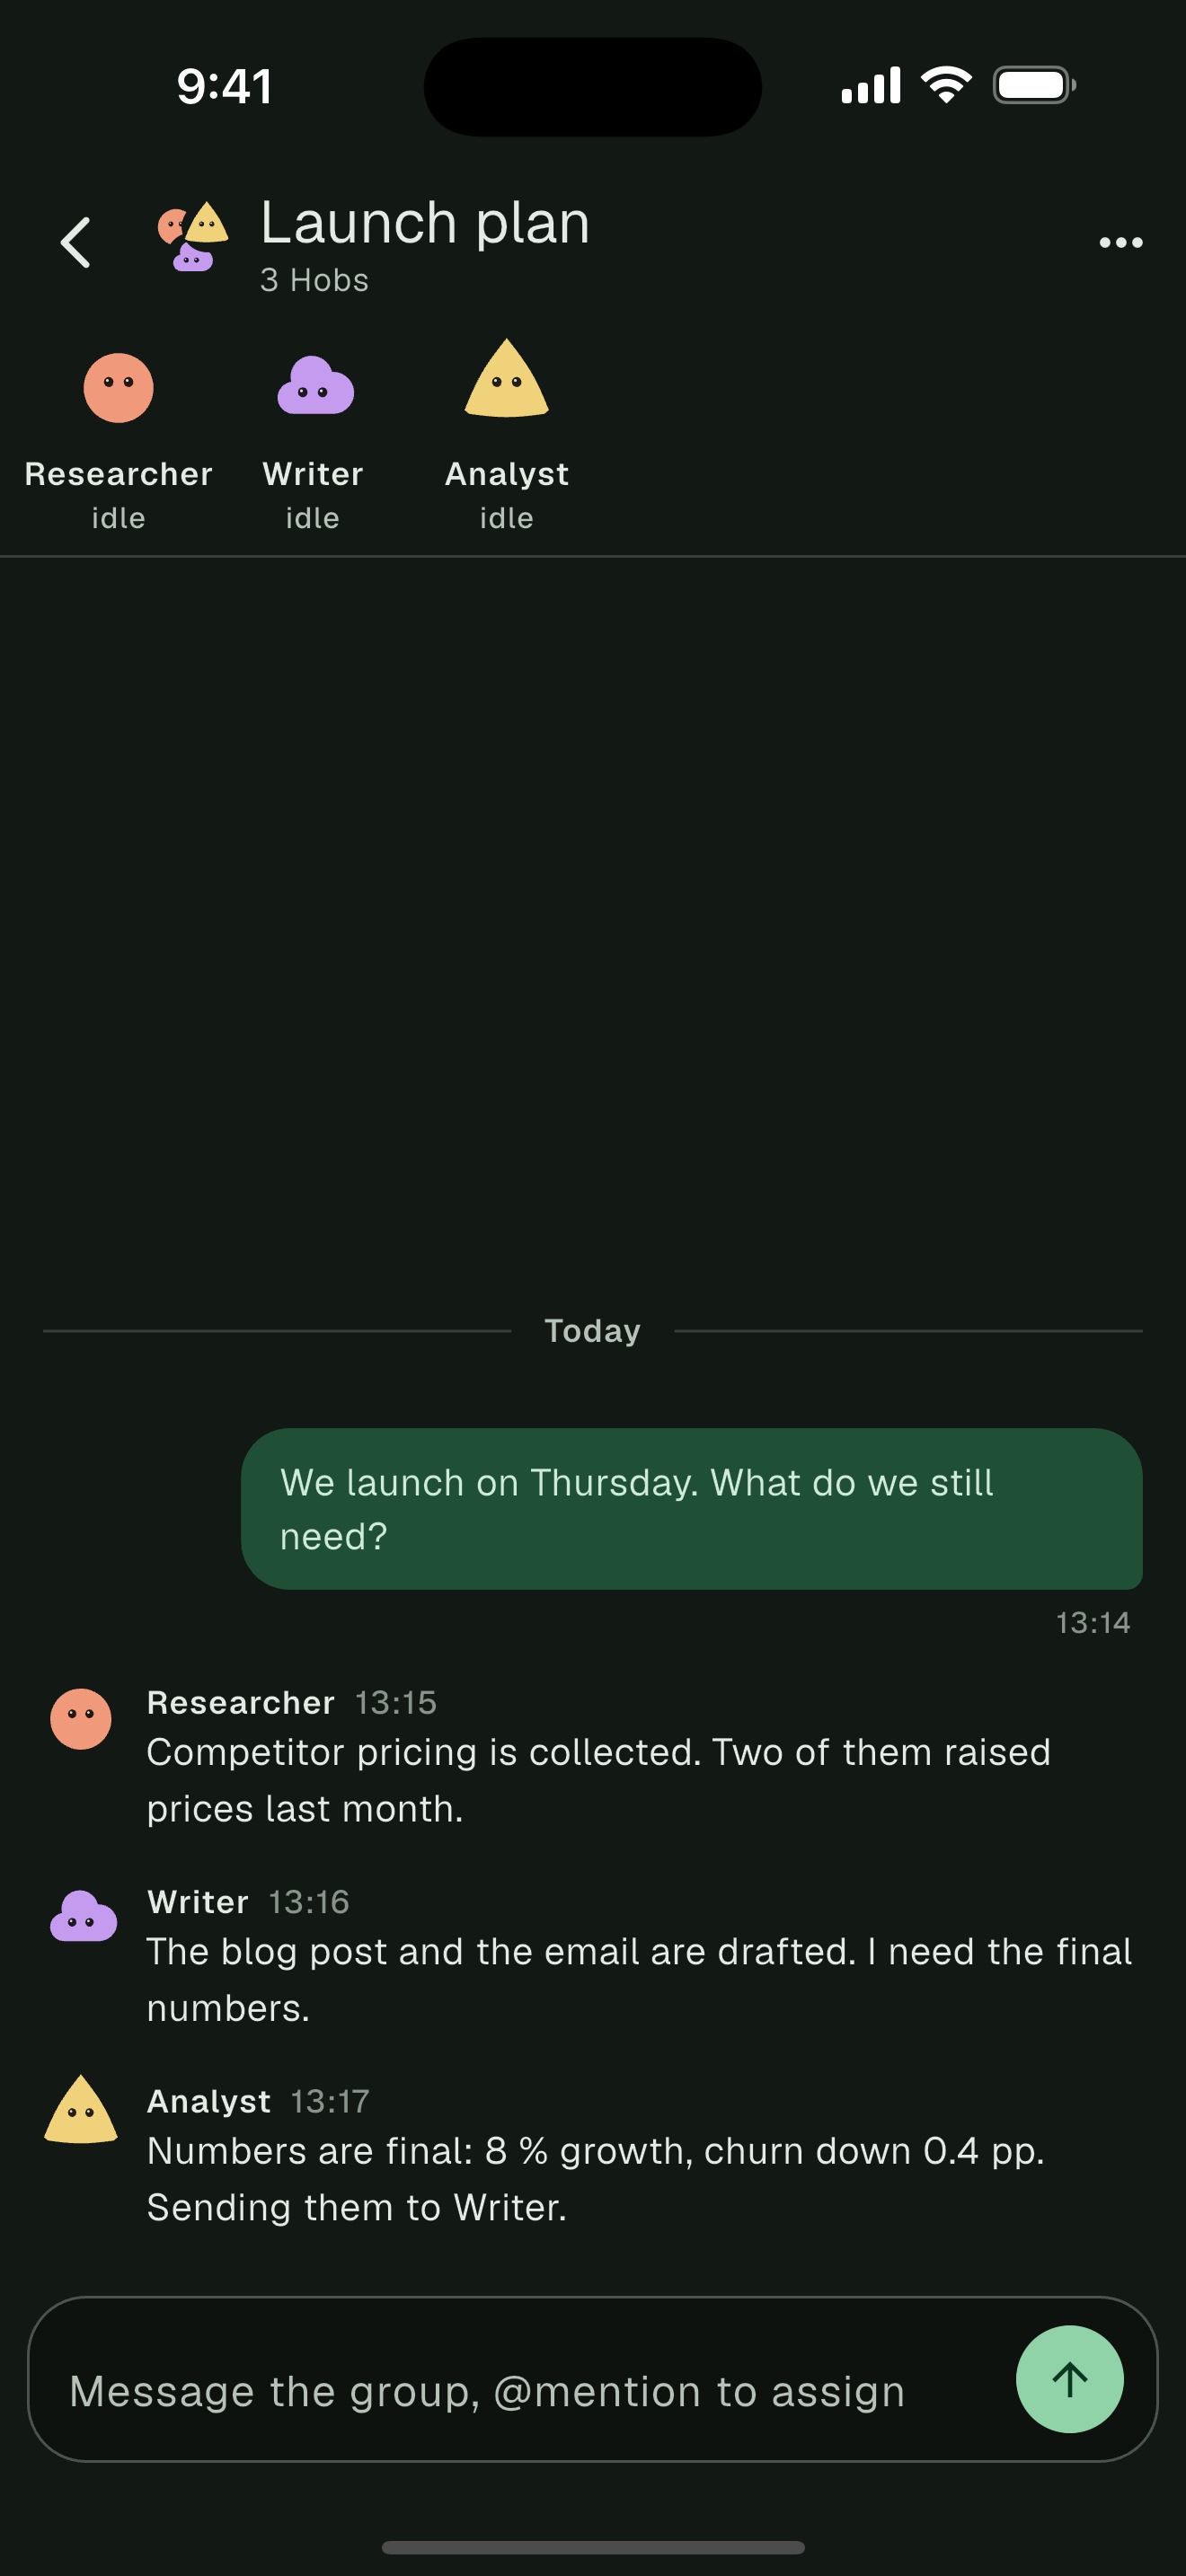 9:41
Launch plan
3 Hobs
Researcher
idle
Writer
idle
Analyst
idle
Today
We launch on Thursday. What do we still
need?
13:14
Researcher 13:15
Competitor pricing is collected. Two of them raised
prices last month.
Writer 13:16
The blog post and the email are drafted. I need the final
numbers.
Analyst 13:17
Numbers are final: 8 % growth, churn down 0.4 pp.
Sending them to Writer.
Message the group, @mention to assign